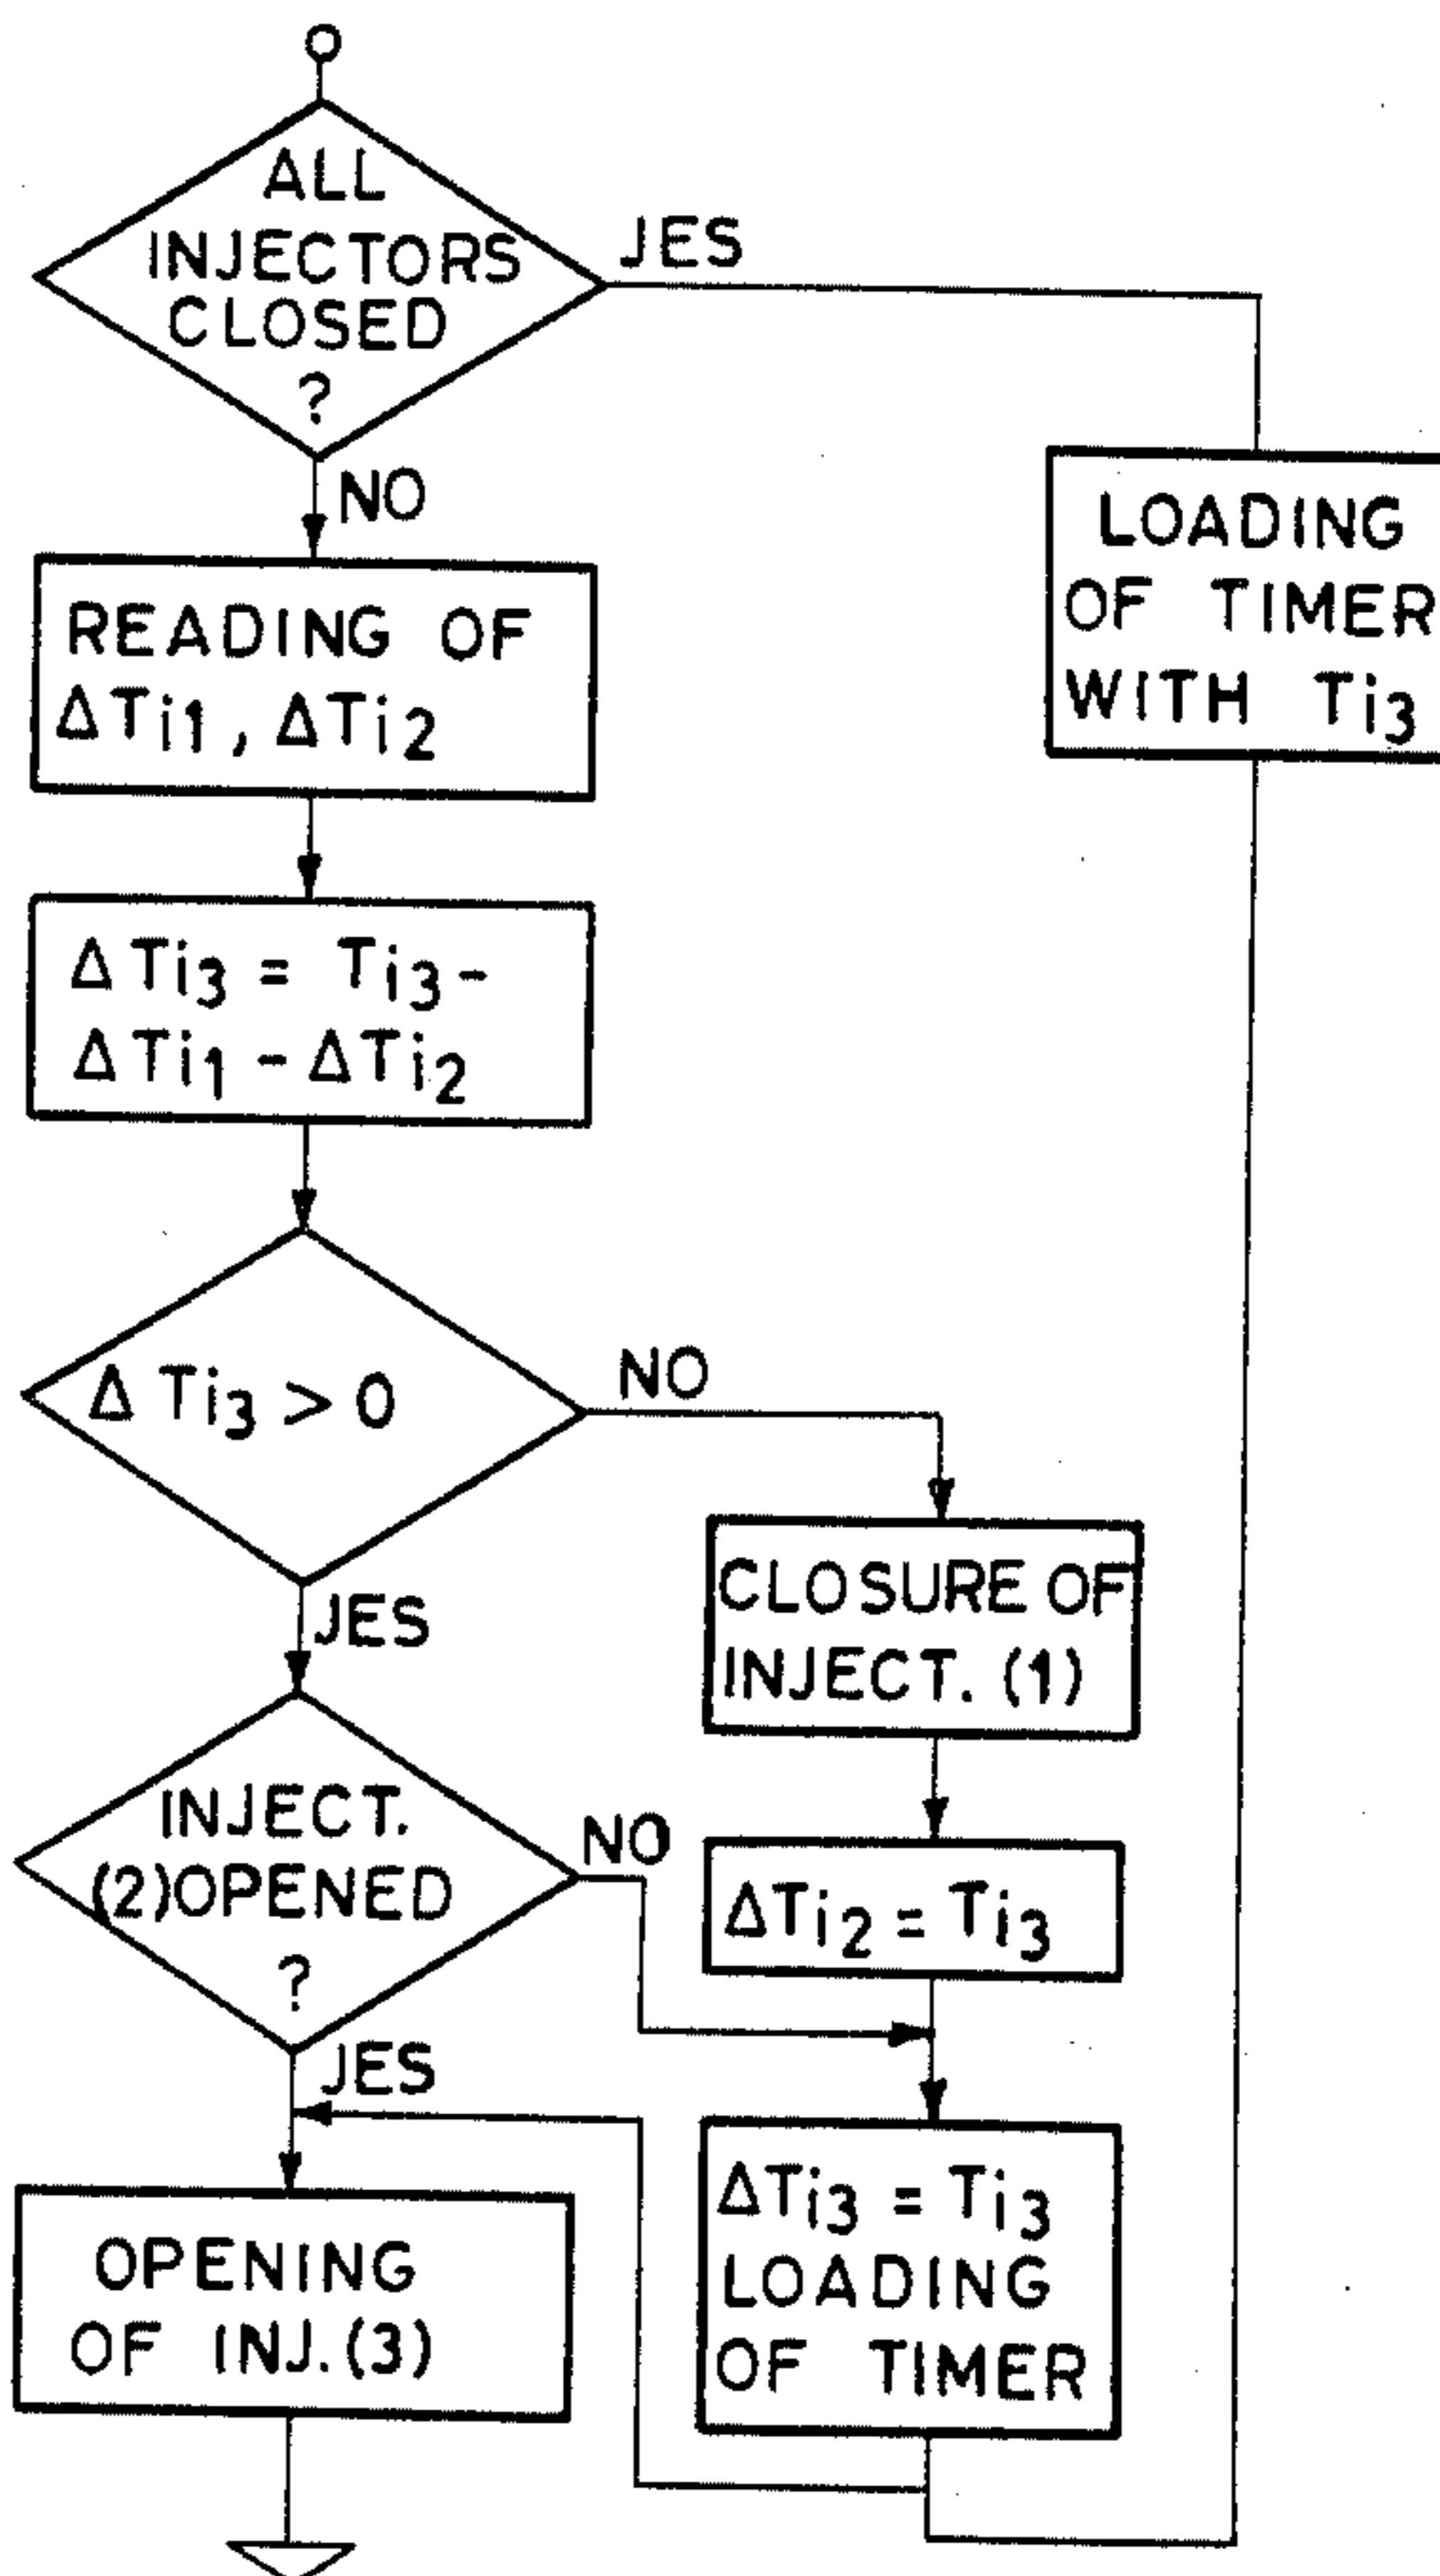 ALL
INJECTORS
CLOSED
?
JES
NO
LOADING
OF TIMER
WITH Ti3
READING OF
ΔTi1, ΔTi2
ΔTi3 = Ti3 -
ΔTi1 - ΔTi2
ΔTi3 > 0
NO
JES
CLOSURE OF
INJECT. (1)
INJECT.
(2)OPENED
?
NO
JES
ΔTi2 = Ti3
ΔTi3 = Ti3
LOADING
OF TIMER
OPENING
OF INJ.(3)